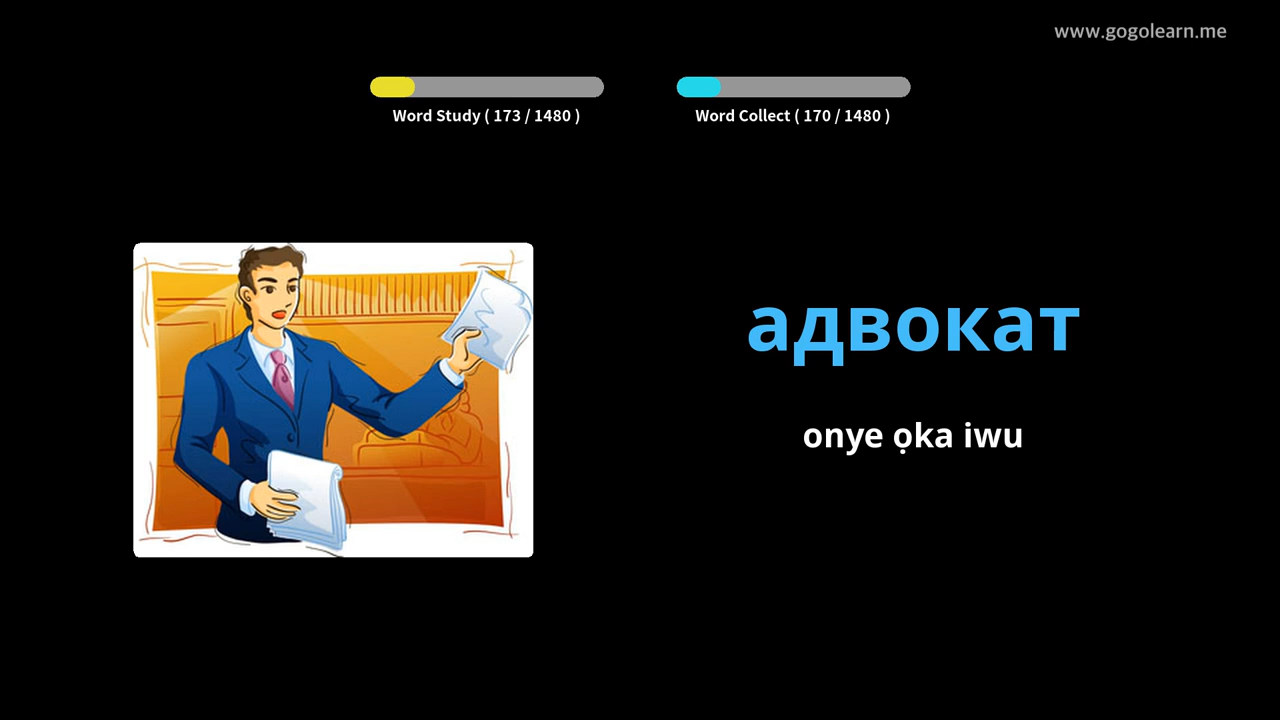 www.gogolearn.me
Word Study ( 173 / 1480 )
Word Collect ( 170 / 1480 )
адвокат
onye ọka iwu